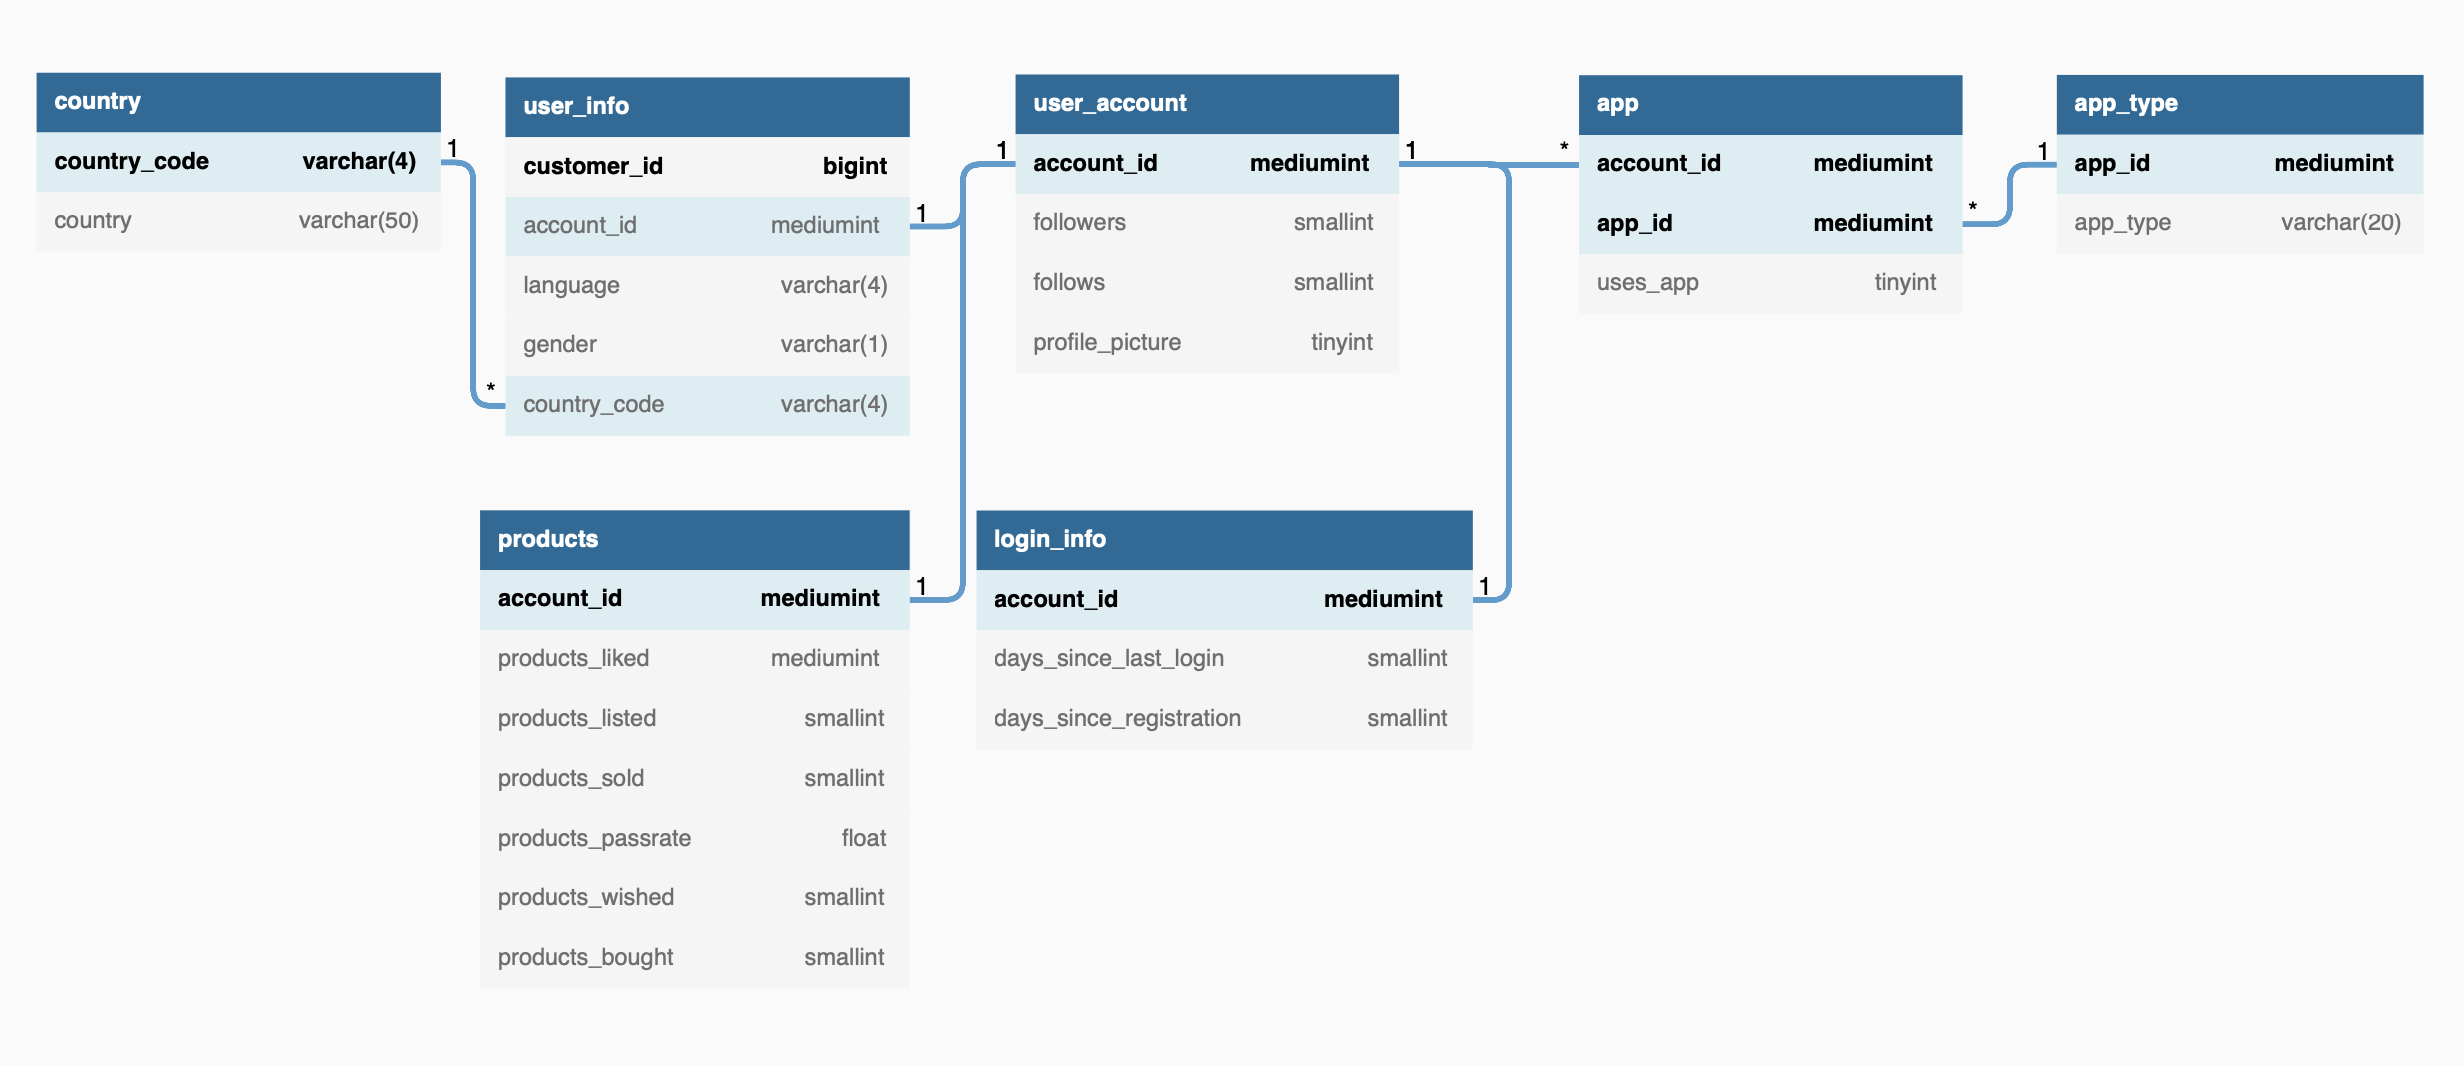 country
country_code varchar(4)
country varchar(50)
1
*
user_info
customer_id bigint
account_id mediumint
language varchar(4)
gender varchar(1)
country_code varchar(4)
1
1
user_account
account_id mediumint
followers smallint
follows smallint
profile_picture tinyint
1
*
app
account_id mediumint
app_id mediumint
uses_app tinyint
*
1
app_type
app_id mediumint
app_type varchar(20)
products
account_id mediumint
products_liked mediumint
products_listed smallint
products_sold smallint
products_passrate float
products_wished smallint
products_bought smallint
1
login_info
account_id mediumint
days_since_last_login smallint
days_since_registration smallint
1